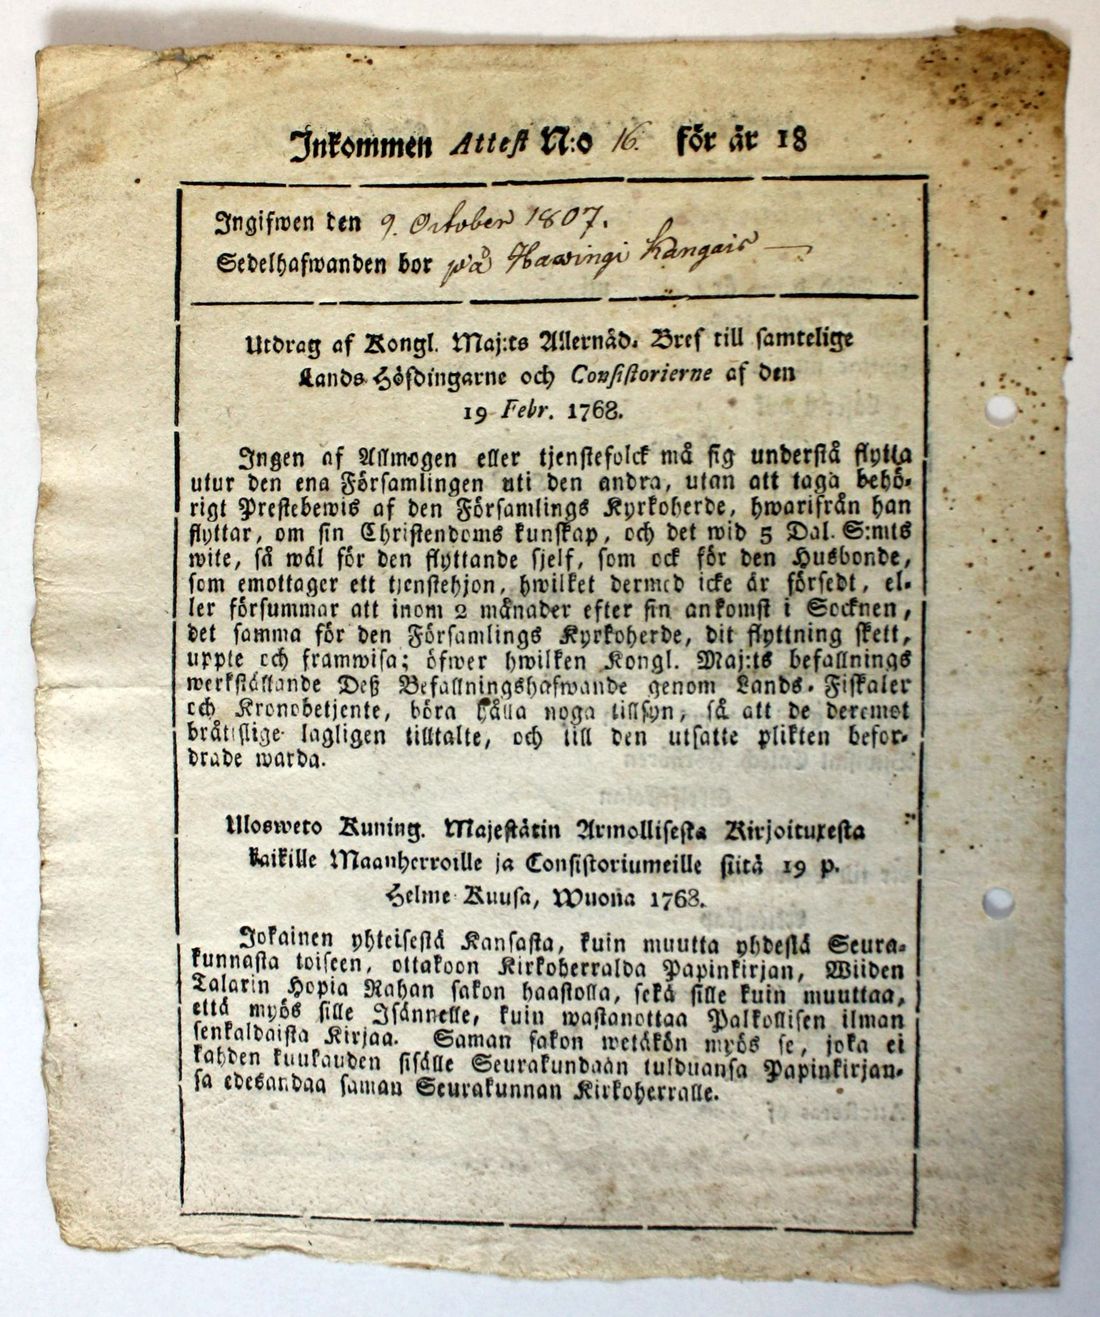 Inkommen Attest N:o 16. för år 18
Ingifwen den 9. October 1807.
Sedelhafwanden bor på Hawingi Kangais
Utdrag af Kongl. Maj:ts Allernåd. Bref till samtelige
Lands-Höfdingarne och Consistorierne af den
19 Febr. 1768.
Ingen af Allmogen eller tjenstefolck må sig understå flytta
utur den ena Församlingen uti den andra, utan att taga behö-
rigt Prestebewis af den Församlings Kyrkoherde, hwarifrån han
flyttar, om sin Christendoms kunskap, och det wid 5 Dal. S:mts
wite, så wäl för den flyttande sjelf, som ock för den Husbonde,
som emottager ett tjenstehjon, hwilket dermed icke är försedt, el-
ler försummar att inom 2 månader efter sin ankomst i Socknen,
det samma för den Församlings Kyrkoherde, dit flyttning skett,
uppte och framwisa; öfwer hwilken Kongl. Maj:ts befallnings
werkställande Deß Befallningshafwande genom Lands-Fiskaler
och Kronobetjente, böra hålla noga tillsyn, så att de deremot
bråtslige lagligen tilltalte, och till den utsatte plikten befor-
drade warda.
Ulosweto Kuning. Majestätin Armollisesta Kirjoituxesta
kaikille Maanherroille ja Consistoriumeille siitä 19 p.
Helme-Kuusa, Wuona 1768.
Jokainen yhteisestä Kansasta, kuin muutta yhdestä Seura-
kunnasta toiseen, ottakoon Kirkoherralda Papinkirjan, Wiiden
Talarin Hopia Rahan sakon haastolla, sekä sille kuin muuttaa,
että myös sille Isännelle, kuin wastanottaa Palkollisen ilman
senkaldaista Kirjaa. Saman sakon wetäkön myös se, joka ei
kahden kuukauden sisälle Seurakundaan tulduansa Papinkirjan-
sa edesandaa saman Seurakunnan Kirkoherralle.